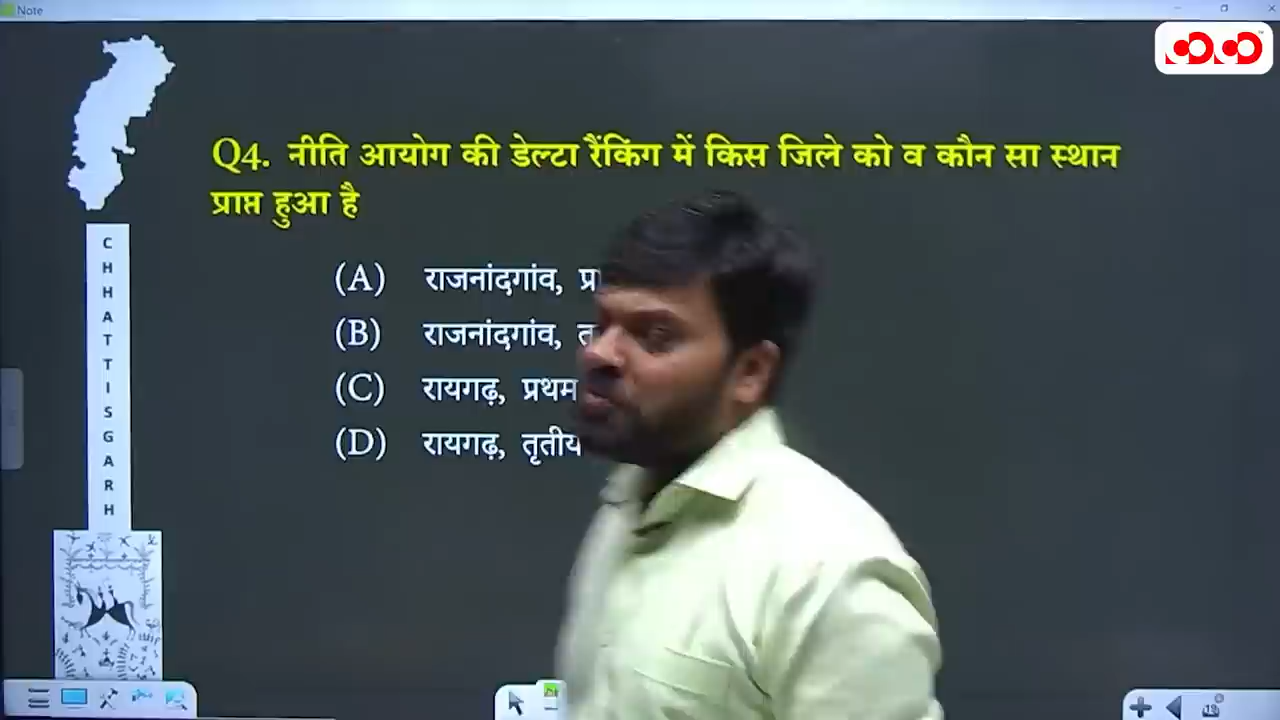 Note
Q4. नीति आयोग की डेल्टा रैंकिंग में किस जिले को व कौन सा स्थान
प्राप्त हुआ है
(A) राजनांदगांव,
(B) राजनांदगांव,
(C) रायगढ़, प्रथम
(D) रायगढ़, तृतीय
CHHATTISGARH